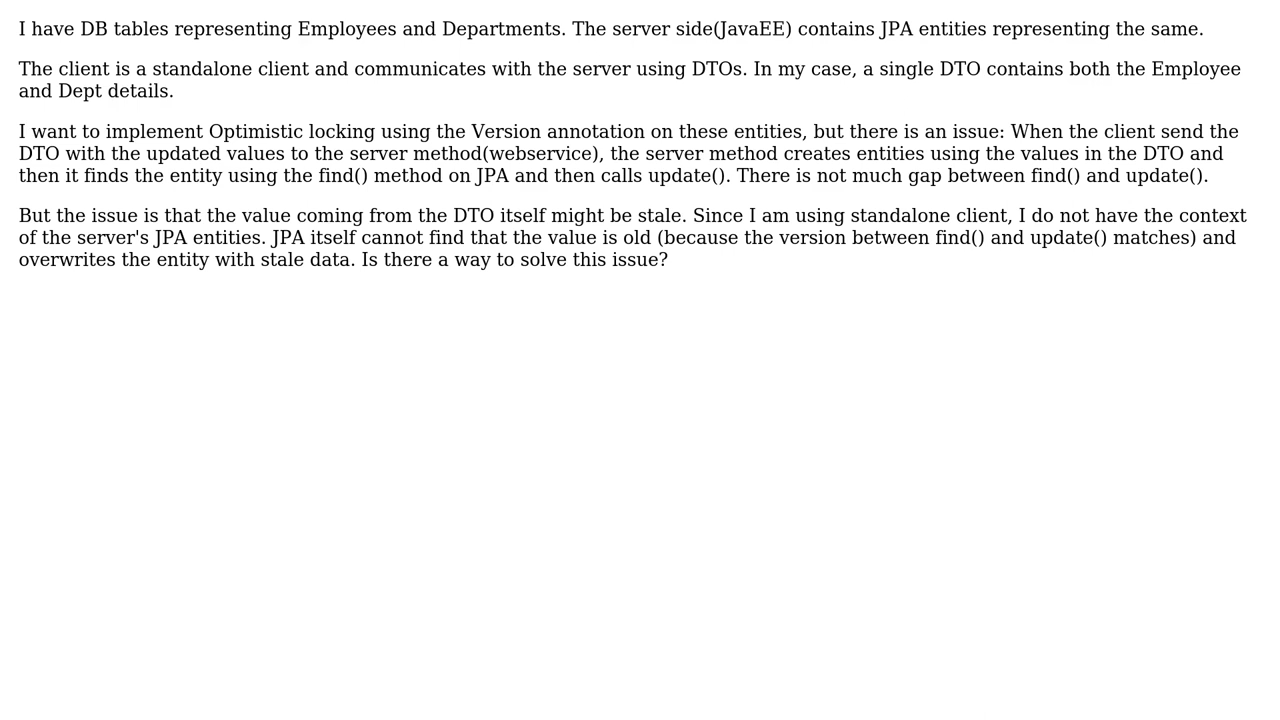 I have DB tables representing Employees and Departments. The server side(JavaEE) contains JPA entities representing the same.
The client is a standalone client and communicates with the server using DTOs. In my case, a single DTO contains both the Employee
and Dept details.
I want to implement Optimistic locking using the Version annotation on these entities, but there is an issue: When the client send the
DTO with the updated values to the server method(webservice), the server method creates entities using the values in the DTO and
then it finds the entity using the find() method on JPA and then calls update(). There is not much gap between find() and update().
But the issue is that the value coming from the DTO itself might be stale. Since I am using standalone client, I do not have the context
of the server's JPA entities. JPA itself cannot find that the value is old (because the version between find() and update() matches) and
overwrites the entity with stale data. Is there a way to solve this issue?